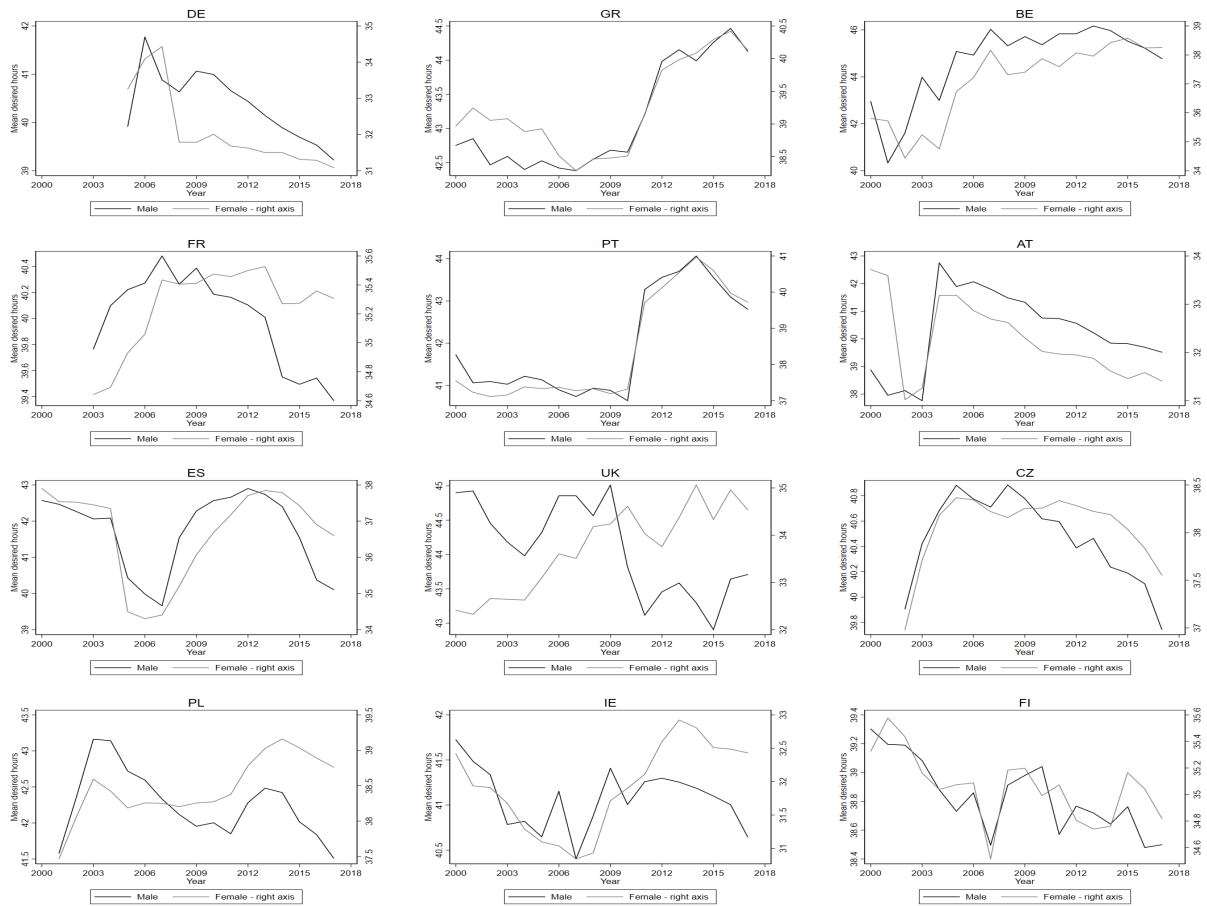 DE
GR
BE
Mean desired hours
39 40 41 42
31 32 33 34 35
2000 2003 2006 2009 2012 2015 2018
Year
Male Female - right axis
Mean desired hours
42.5 43 43.5 44 44.5
38.5 39 39.5 40 40.5
2000 2003 2006 2009 2012 2015 2018
Year
Male Female - right axis
Mean desired hours
40 42 44 46
34 35 36 37 38 39
2000 2003 2006 2009 2012 2015 2018
Year
Male Female - right axis
FR
PT
AT
Mean desired hours
39.4 39.6 39.8 40 40.2 40.4
34.6 34.8 35 35.2 35.4 35.6
2000 2003 2006 2009 2012 2015 2018
Year
Male Female - right axis
Mean desired hours
41 42 43 44
37 38 39 40 41
2000 2003 2006 2009 2012 2015 2018
Year
Male Female - right axis
Mean desired hours
38 39 40 41 42 43
31 32 33 34
2000 2003 2006 2009 2012 2015 2018
Year
Male Female - right axis
ES
UK
CZ
Mean desired hours
39 40 41 42 43
34 35 36 37 38
2000 2003 2006 2009 2012 2015 2018
Year
Male Female - right axis
Mean desired hours
43 43.5 44 44.5 45
32 33 34 35
2000 2003 2006 2009 2012 2015 2018
Year
Male Female - right axis
Mean desired hours
39.8 40 40.2 40.4 40.6 40.8
37 37.5 38 38.5
2000 2003 2006 2009 2012 2015 2018
Year
Male Female - right axis
PL
IE
FI
Mean desired hours
41.5 42 42.5 43 43.5
37.5 38 38.5 39 39.5
2000 2003 2006 2009 2012 2015 2018
Year
Male Female - right axis
Mean desired hours
40.5 41 41.5 42
31 31.5 32 32.5 33
2000 2003 2006 2009 2012 2015 2018
Year
Male Female - right axis
Mean desired hours
38.4 38.6 38.8 39 39.2 39.4
34.6 34.8 35 35.2 35.4 35.6
2000 2003 2006 2009 2012 2015 2018
Year
Male Female - right axis